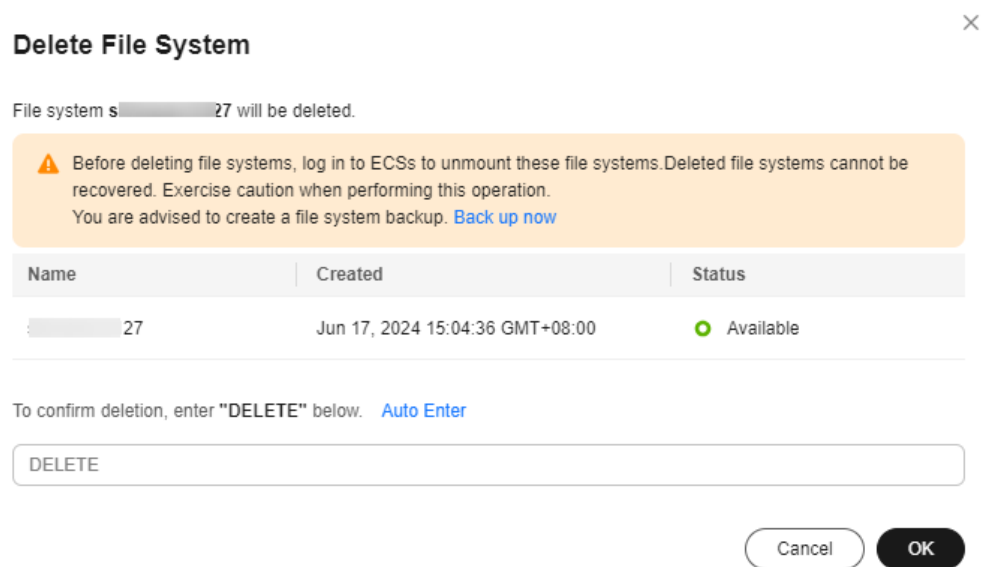 Delete File System
File system s 27 will be deleted.
Before deleting file systems, log in to ECSs to unmount these file systems.Deleted file systems cannot be
recovered. Exercise caution when performing this operation.
You are advised to create a file system backup. Back up now
Name Created Status
27 Jun 17, 2024 15:04:36 GMT+08:00 Available
To confirm deletion, enter "DELETE" below. Auto Enter
DELETE
Cancel OK